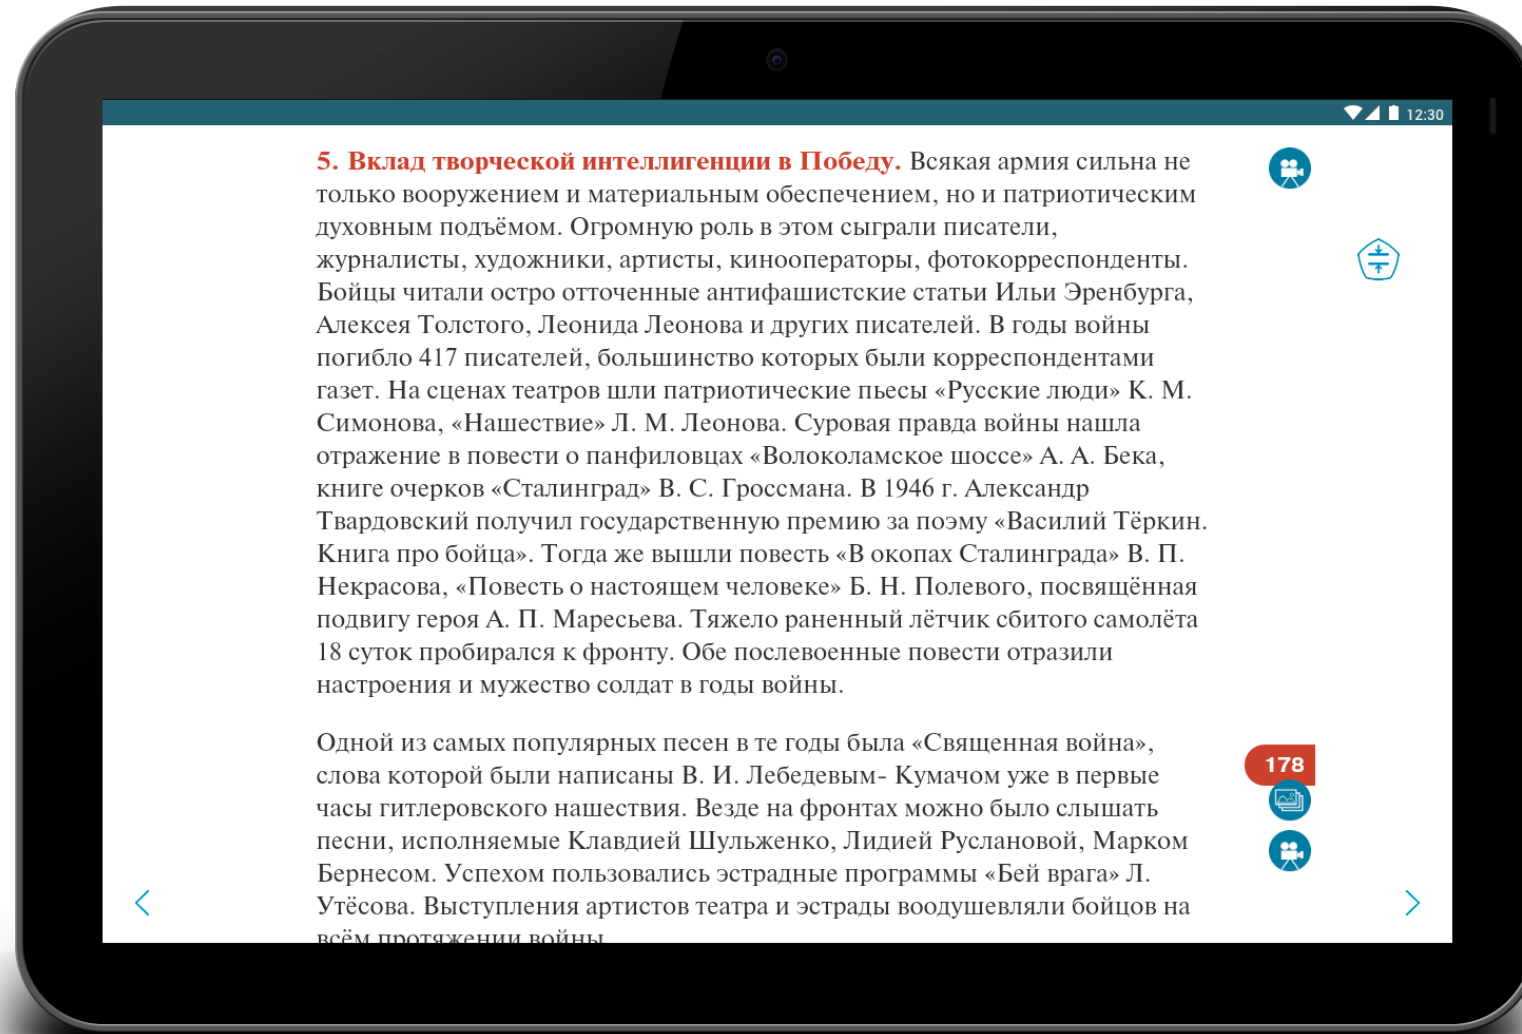 12:30
5. Вклад творческой интеллигенции в Победу. Всякая армия сильна не
только вооружением и материальным обеспечением, но и патриотическим
духовным подъёмом. Огромную роль в этом сыграли писатели,
журналисты, художники, артисты, кинооператоры, фотокорреспонденты.
Бойцы читали остро отточенные антифашистские статьи Ильи Эренбурга,
Алексея Толстого, Леонида Леонова и других писателей. В годы войны
погибло 417 писателей, большинство которых были корреспондентами
газет. На сценах театров шли патриотические пьесы «Русские люди» К. М.
Симонова, «Нашествие» Л. М. Леонова. Суровая правда войны нашла
отражение в повести о панфиловцах «Волоколамское шоссе» А. А. Бека,
книге очерков «Сталинград» В. С. Гроссмана. В 1946 г. Александр
Твардовский получил государственную премию за поэму «Василий Тёркин.
Книга про бойца». Тогда же вышли повесть «В окопах Сталинграда» В. П.
Некрасова, «Повесть о настоящем человеке» Б. Н. Полевого, посвящённая
подвигу героя А. П. Маресьева. Тяжело раненный лётчик сбитого самолёта
18 суток пробирался к фронту. Обе послевоенные повести отразили
настроения и мужество солдат в годы войны.
Одной из самых популярных песен в те годы была «Священная война»,
слова которой были написаны В. И. Лебедевым- Кумачом уже в первые
178
часы гитлеровского нашествия. Везде на фронтах можно было слышать
песни, исполняемые Клавдией Шульженко, Лидией Руслановой, Марком
Бернесом. Успехом пользовались эстрадные программы «Бей врага» Л.
Утёсова. Выступления артистов театра и эстрады воодушевляли бойцов на
всём протяжении войны